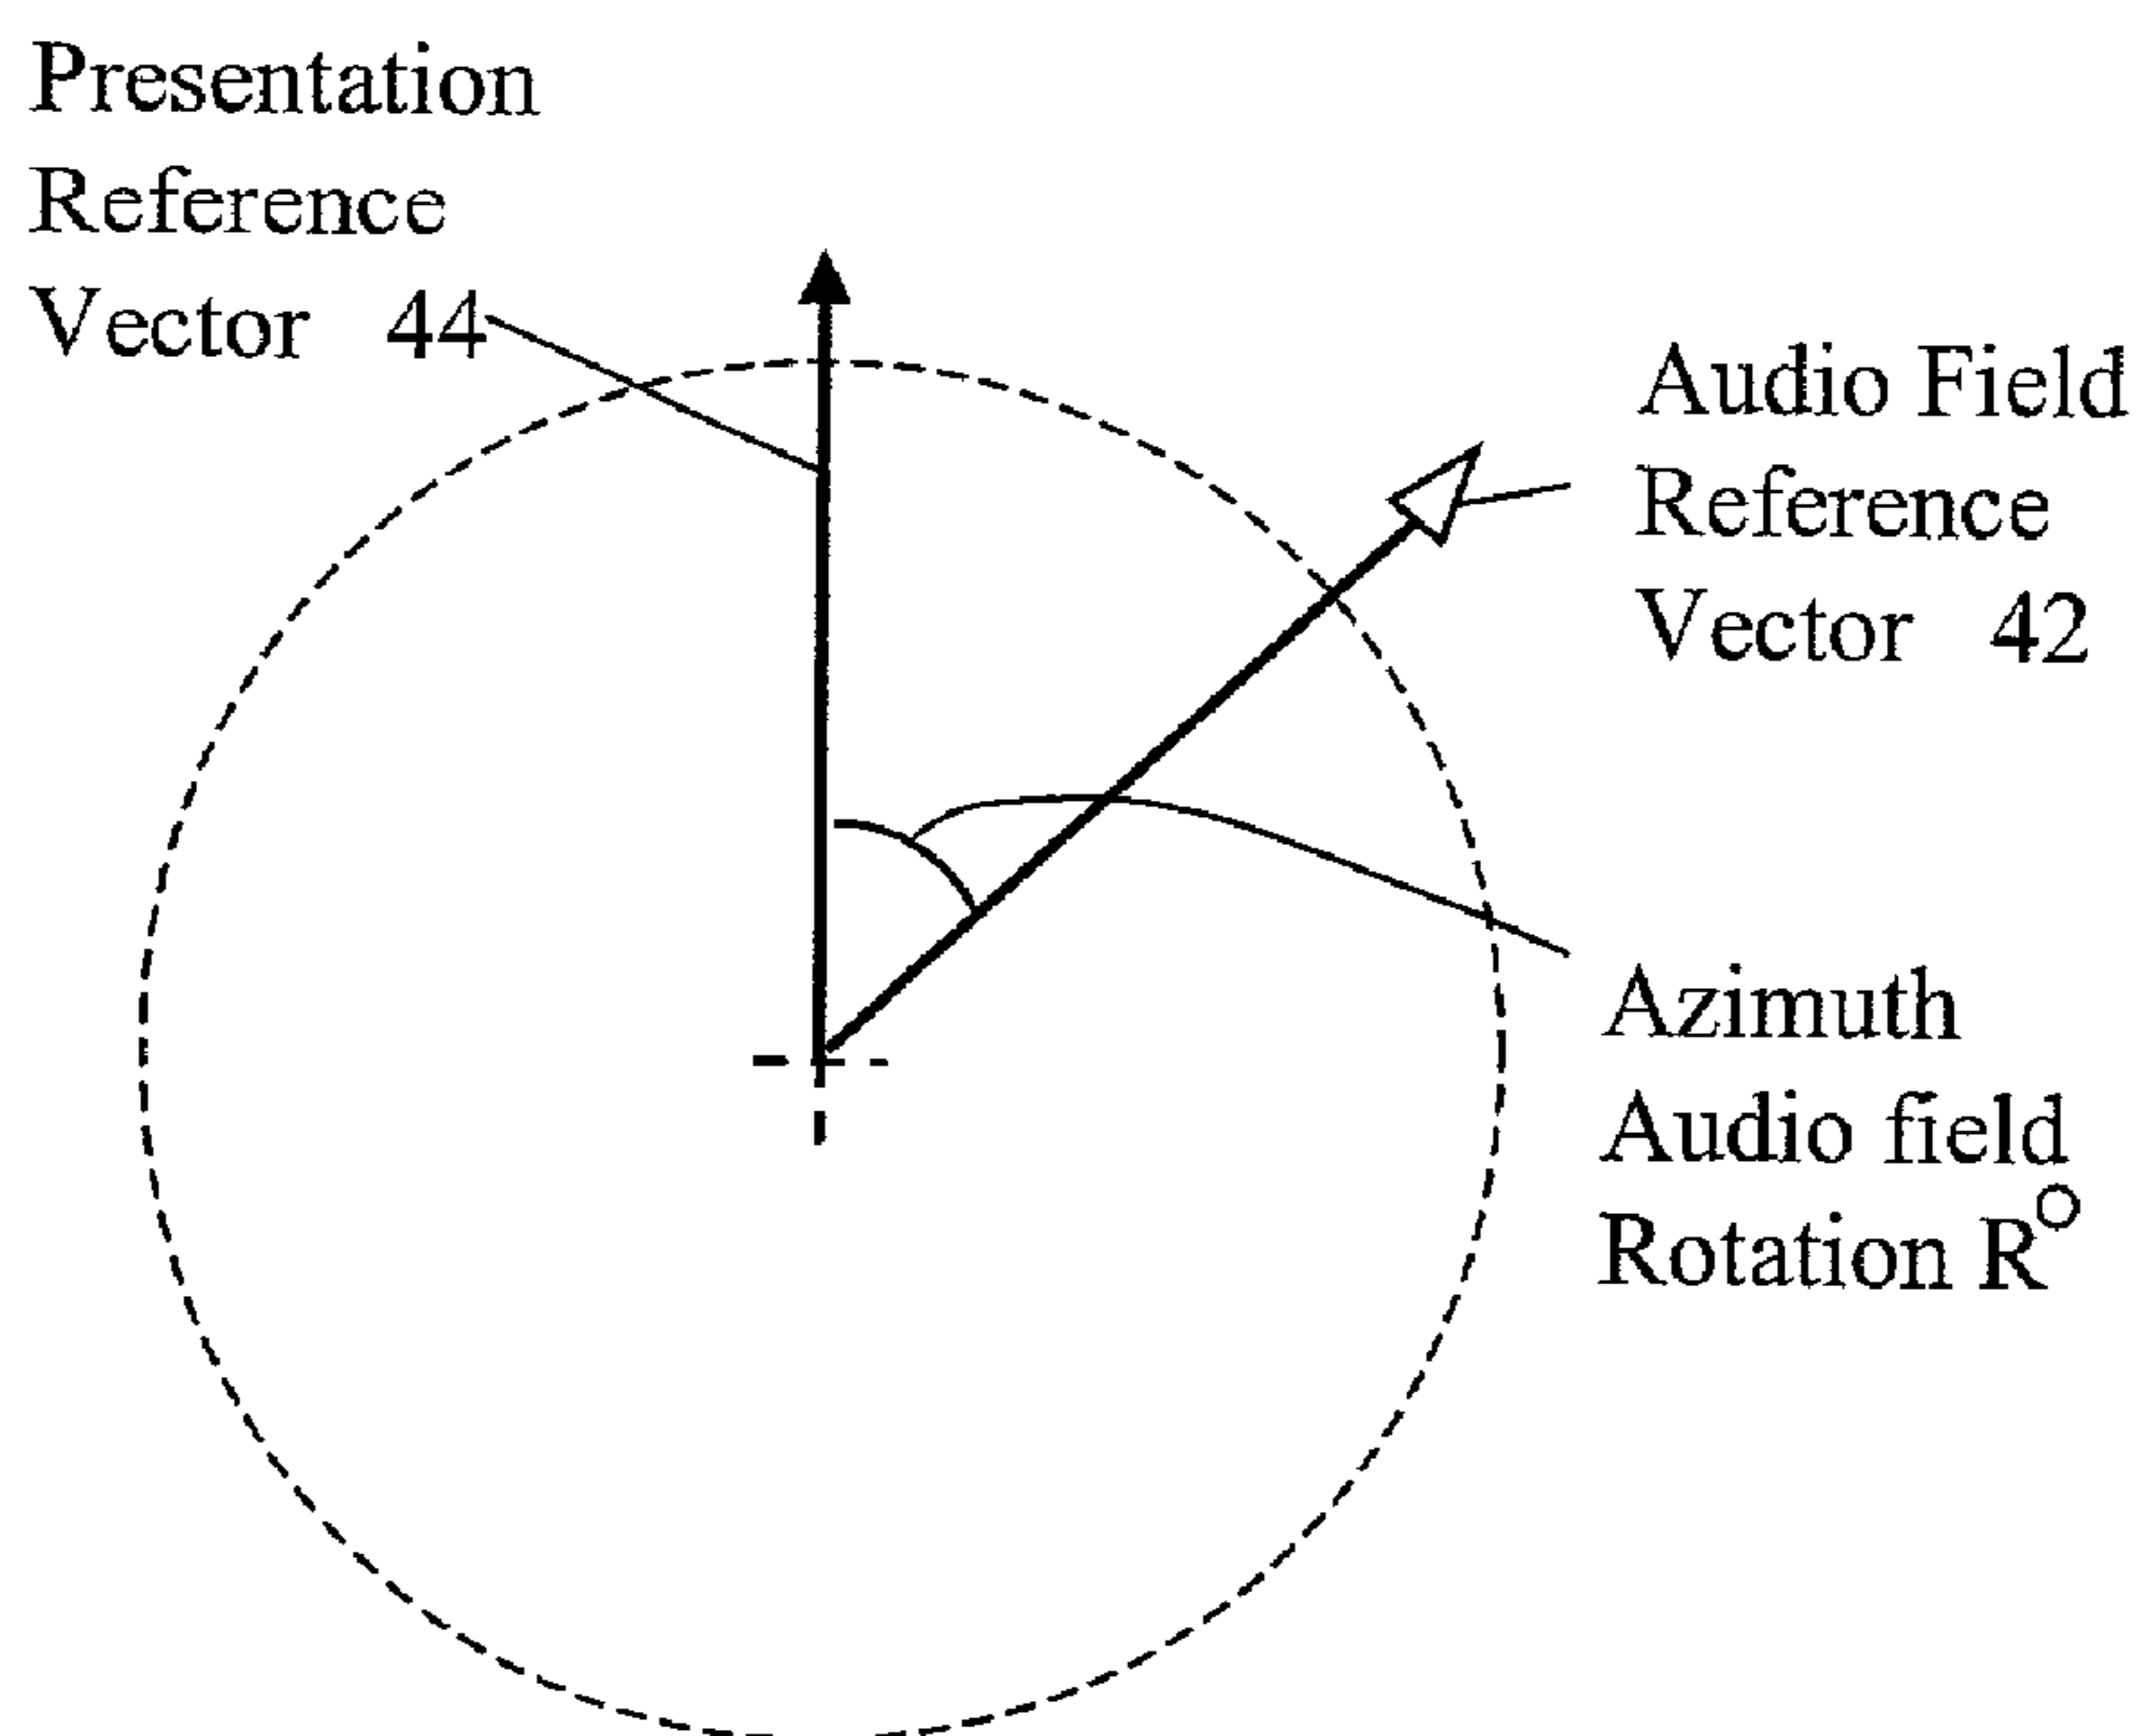 Presentation
Reference
Vector 44
Audio Field
Reference
Vector 42
Azimuth
Audio field
Rotation R°